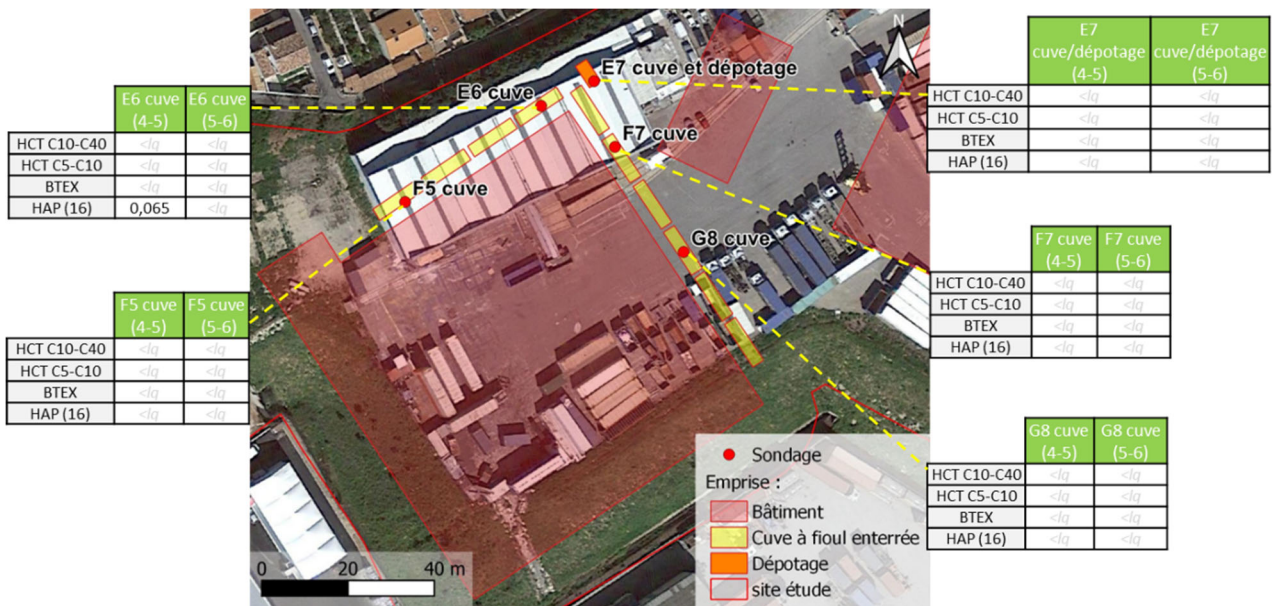 E6 cuve (4-5) E6 cuve (5-6)
HCT C10-C40 <lq <lq
HCT C5-C10 <lq <lq
BTEX <lq <lq
HAP (16) 0,065 <lq
F5 cuve (4-5) F5 cuve (5-6)
HCT C10-C40 <lq <lq
HCT C5-C10 <lq <lq
BTEX <lq <lq
HAP (16) <lq <lq
N
E7 cuve et dépotage
E6 cuve
F7 cuve
F5 cuve
G8 cuve
Sondage
Emprise :
Bâtiment
Cuve à fioul enterrée
Dépotage
site étude
0 20 40 m
E7 cuve/dépotage (4-5) E7 cuve/dépotage (5-6)
HCT C10-C40 <lq <lq
HCT C5-C10 <lq <lq
BTEX <lq <lq
HAP (16) <lq <lq
F7 cuve (4-5) F7 cuve (5-6)
HCT C10-C40 <lq <lq
HCT C5-C10 <lq <lq
BTEX <lq <lq
HAP (16) <lq <lq
G8 cuve (4-5) G8 cuve (5-6)
HCT C10-C40 <lq <lq
HCT C5-C10 <lq <lq
BTEX <lq <lq
HAP (16) <lq <lq